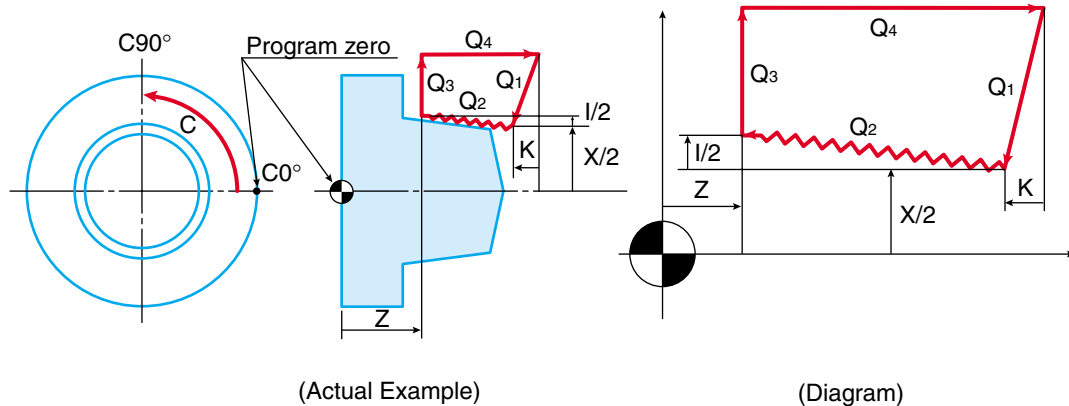 C90°
Program zero
C
C0°
Q4
Q3
Q1
Q2
I/2
K
X/2
Z
(Actual Example)
Q4
Q3
Q1
Q2
I/2
Z
K
X/2
(Diagram)